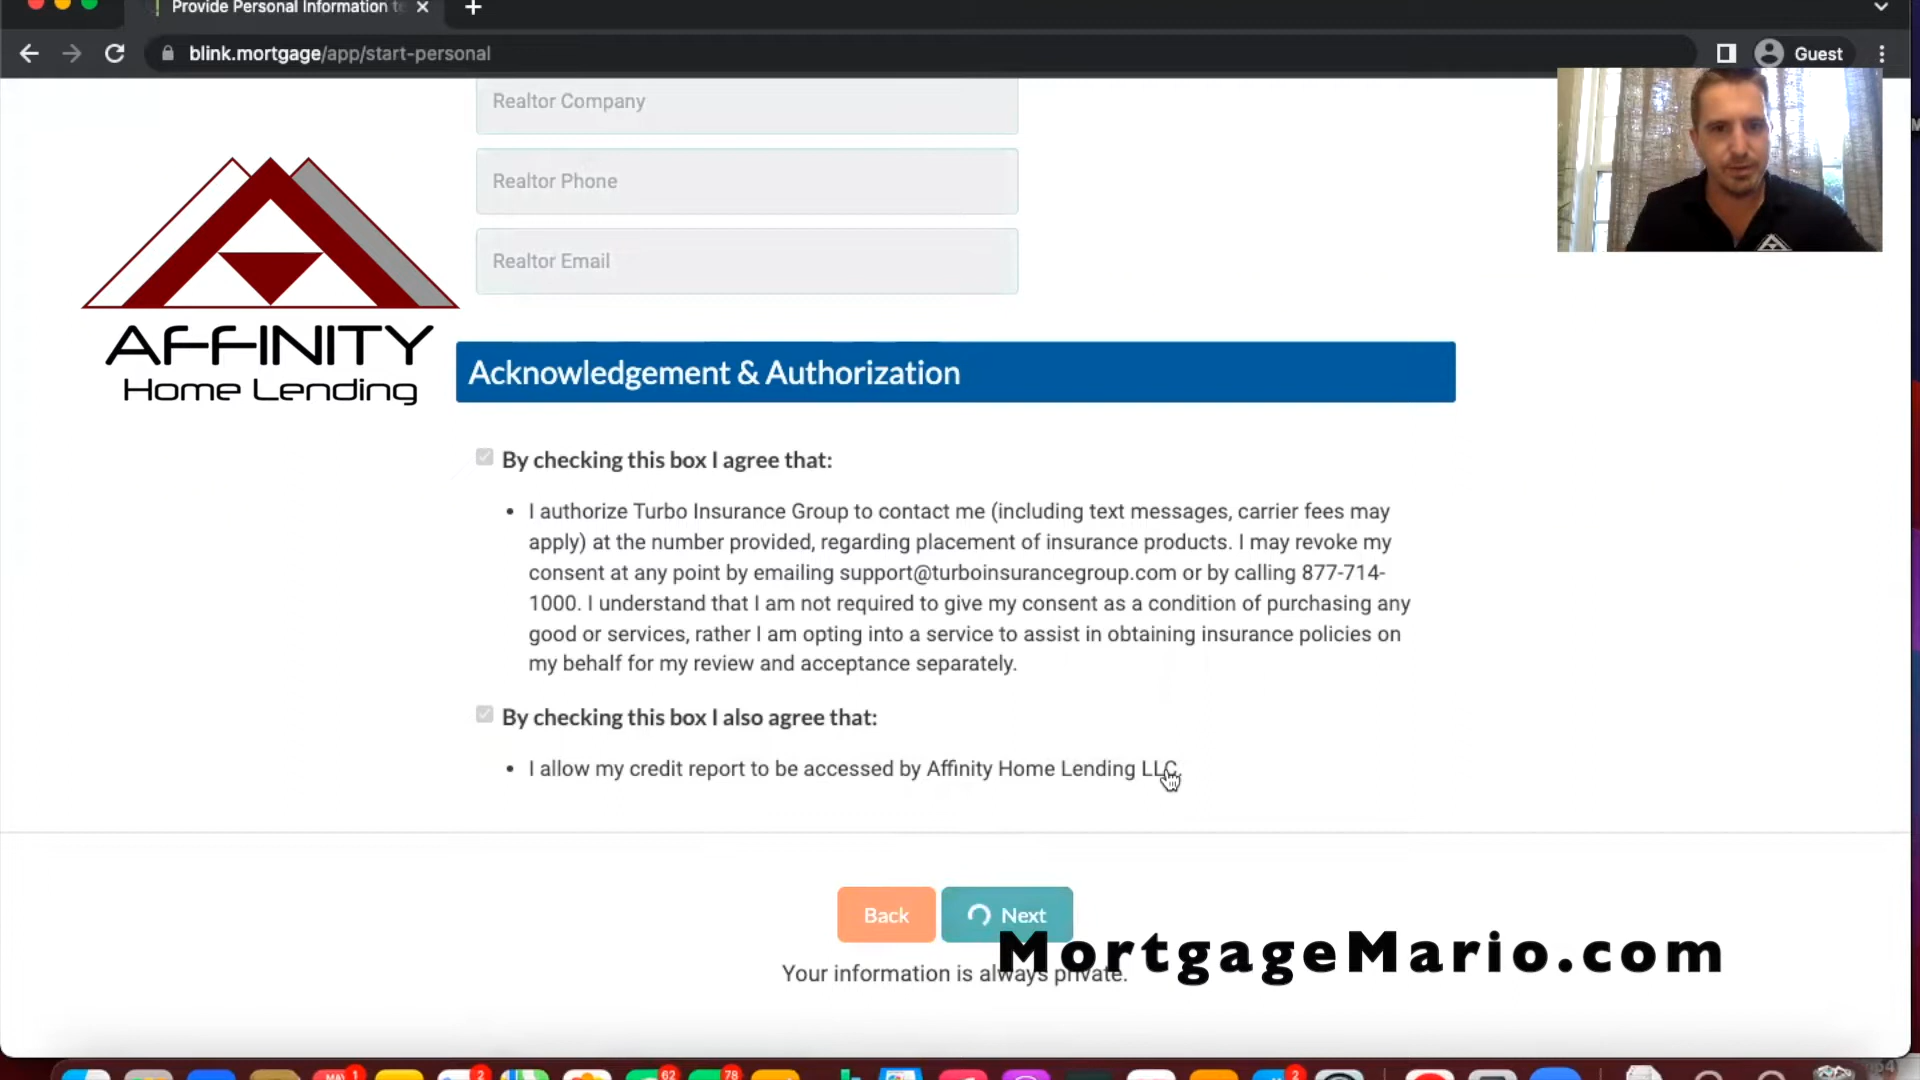 Provide Personal Information t
blink.mortgage/app/start-personal
Guest
Realtor Company
Realtor Phone
Realtor Email
AFFINITY
Home Lending
Acknowledgement & Authorization
By checking this box I agree that:
• I authorize Turbo Insurance Group to contact me (including text messages, carrier fees may
apply) at the number provided, regarding placement of insurance products. I may revoke my
consent at any point by emailing support@turboinsurancegroup.com or by calling 877-714-
1000. I understand that I am not required to give my consent as a condition of purchasing any
good or services, rather I am opting into a service to assist in obtaining insurance policies on
my behalf for my review and acceptance separately.
By checking this box I also agree that:
• I allow my credit report to be accessed by Affinity Home Lending LLC.
Back
Next
MortgageMario.com
Your information is always private.
MAY 1
2
62
78
2